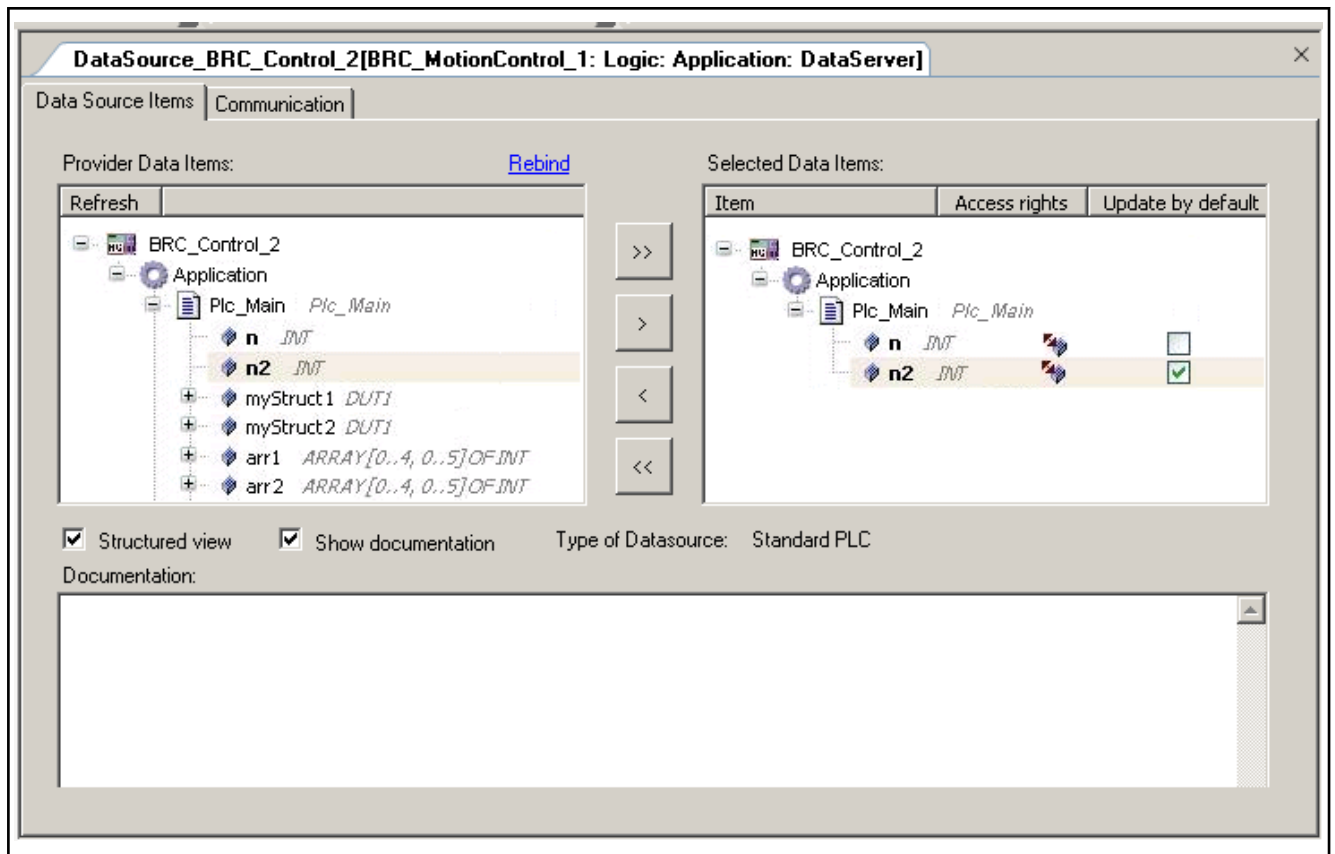 DataSource_BRC_Control_2[BRC_MotionControl_1: Logic: Application: DataServer]
Data Source Items
Communication
Provider Data Items:
Rebind
Selected Data Items:
Refresh
Item
Access rights
Update by default
BRC_Control_2
Application
Plc_Main Plc_Main
n INT
n2 INT
myStruct1 DUT1
myStruct2 DUT1
arr1 ARRAY[0..4, 0..5]OF INT
arr2 ARRAY[0..4, 0..5]OF INT
>>
>
<
<<
BRC_Control_2
Application
Plc_Main Plc_Main
n INT
n2 INT
Structured view
Show documentation
Type of Datasource: Standard PLC
Documentation: